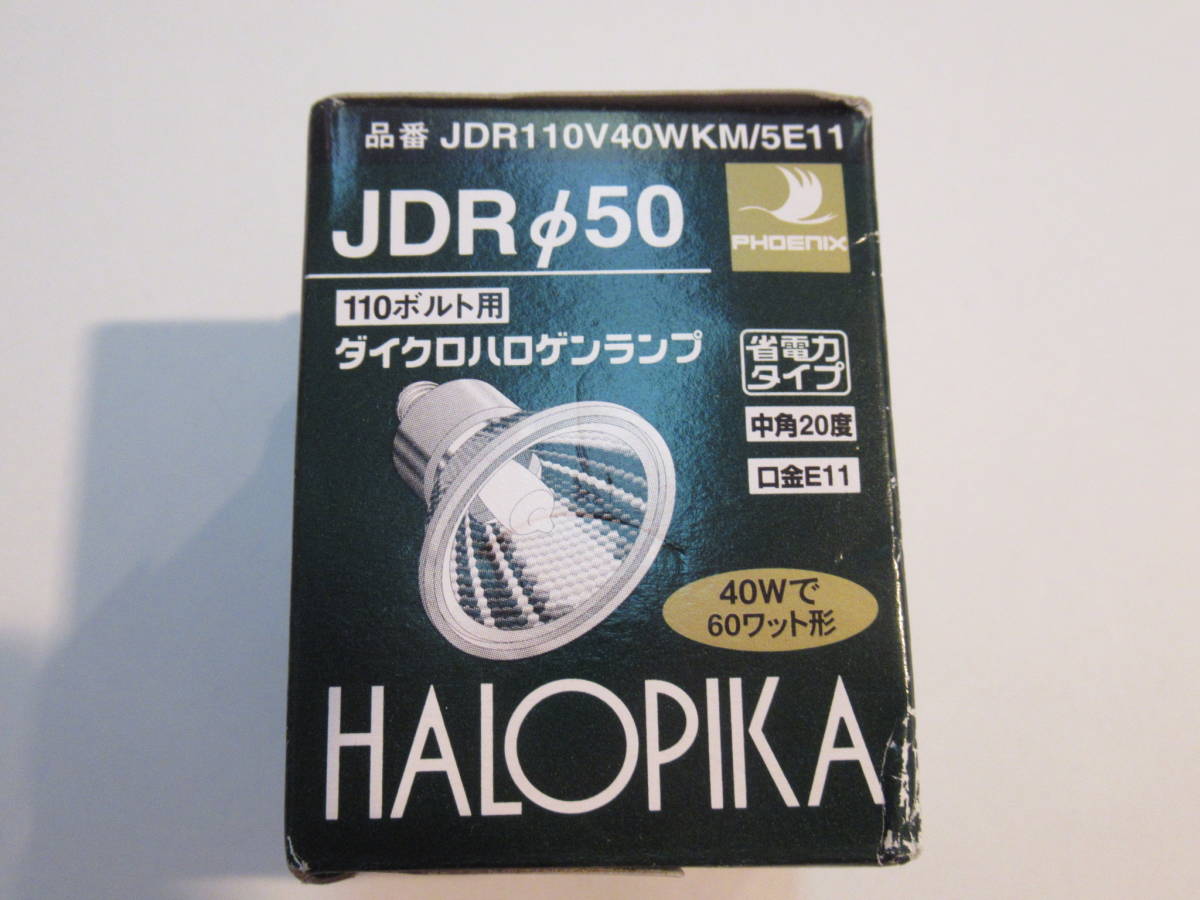 品番 JDR110V40WKM/5E11
JDRφ50
PHOENIX
110ボルト用
ダイクロハロゲンランプ
省電力
タイプ
中角20度
口金E11
40Wで
60ワット形
HALOPIKA